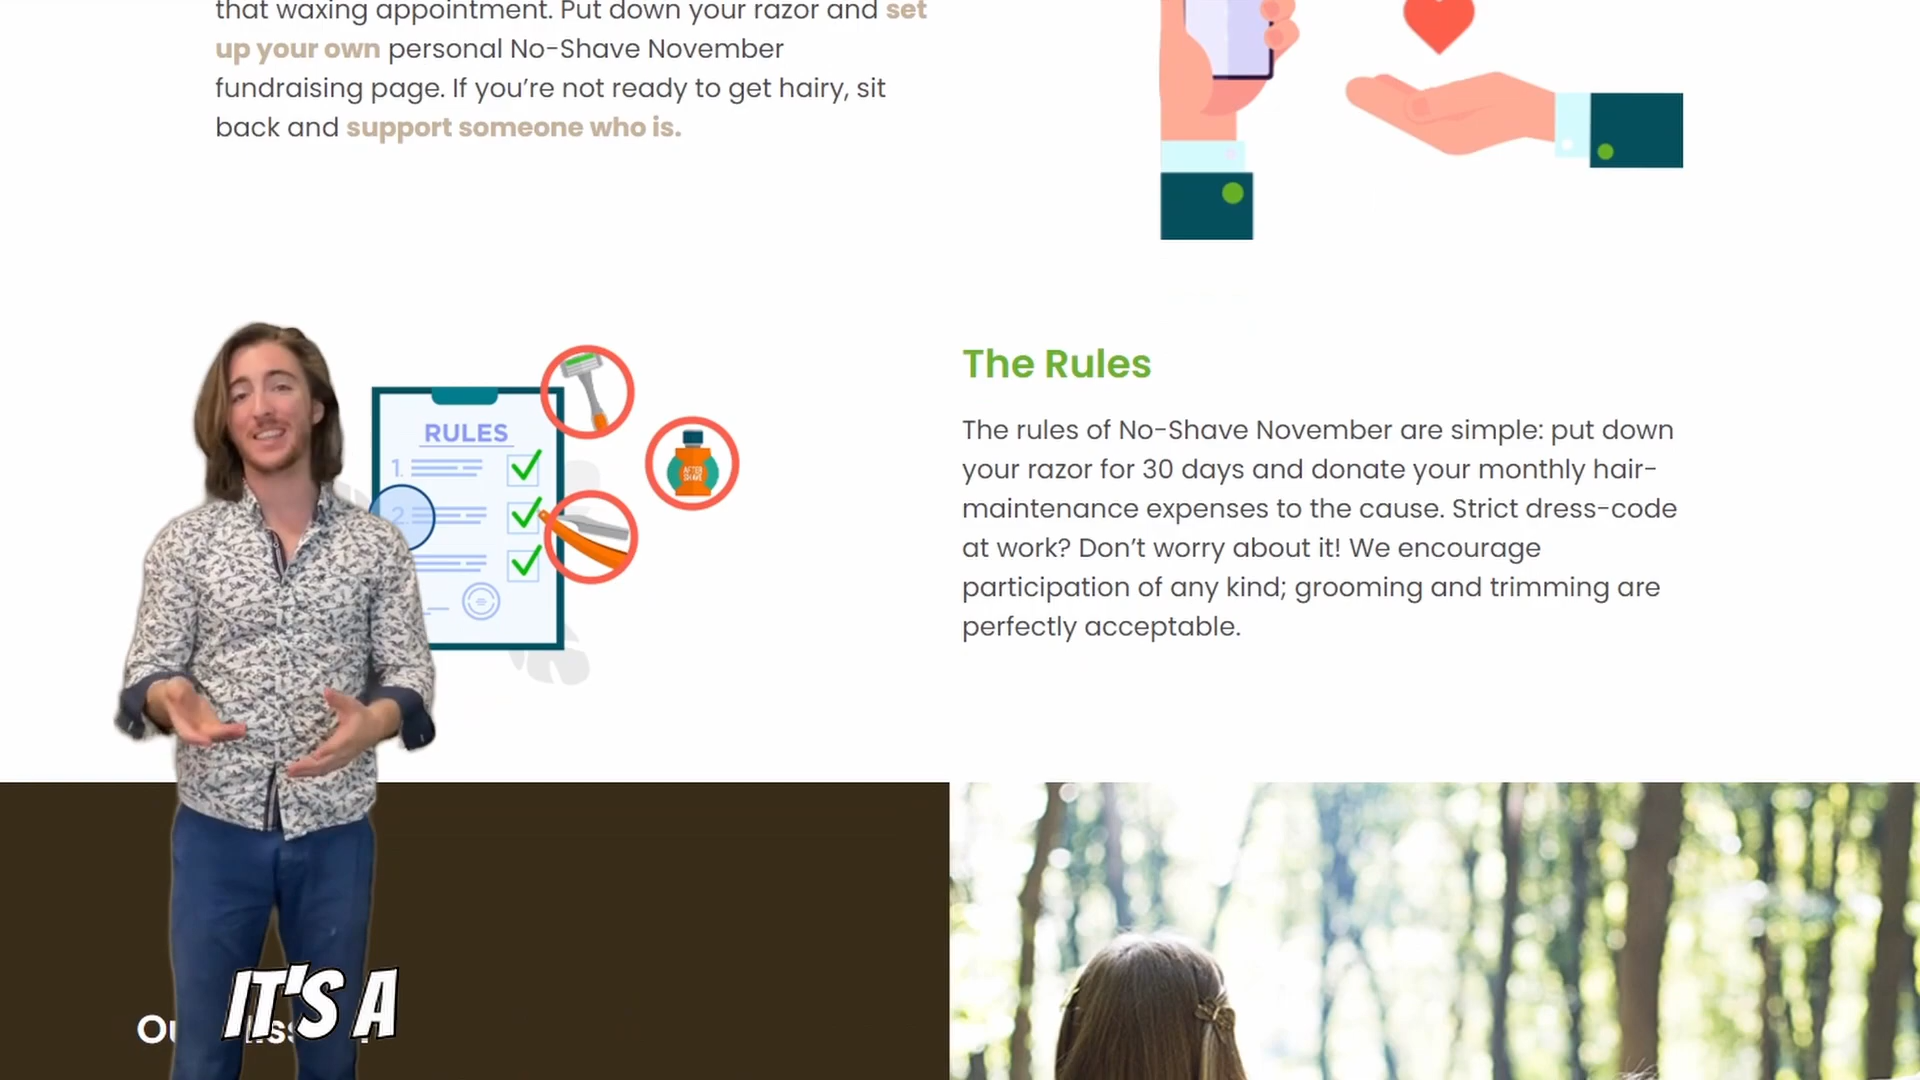 that waxing appointment. Put down your razor and set
up your own personal No-Shave November
fundraising page. If you’re not ready to get hairy, sit
back and support someone who is.
RULES
1.
2.
AFTER
SHAVE
The Rules
The rules of No-Shave November are simple: put down
your razor for 30 days and donate your monthly hair-
maintenance expenses to the cause. Strict dress-code
at work? Don’t worry about it! We encourage
participation of any kind; grooming and trimming are
perfectly acceptable.
IT'S A